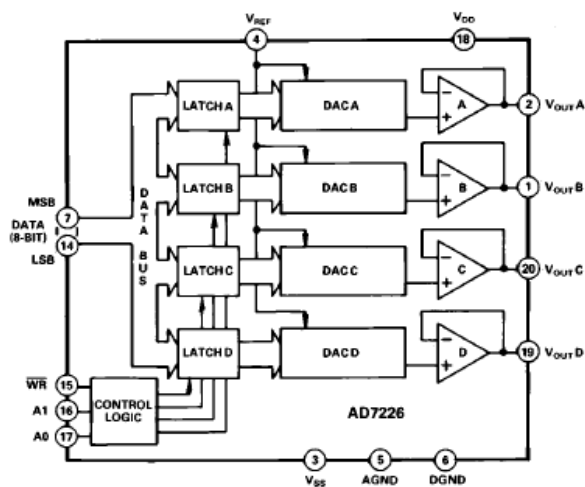 VREF
VDD
4
18
LATCH A
DAC A
A
2
VOUT A
LATCH B
DAC B
B
1
VOUT B
MSB
7
DATA
(8-BIT)
14
LSB
DATA BUS
LATCH C
DAC C
C
20
VOUT C
LATCH D
DAC D
D
19
VOUT D
WR
15
A1
16
A0
17
CONTROL
LOGIC
AD7226
3
5
6
VSS
AGND
DGND